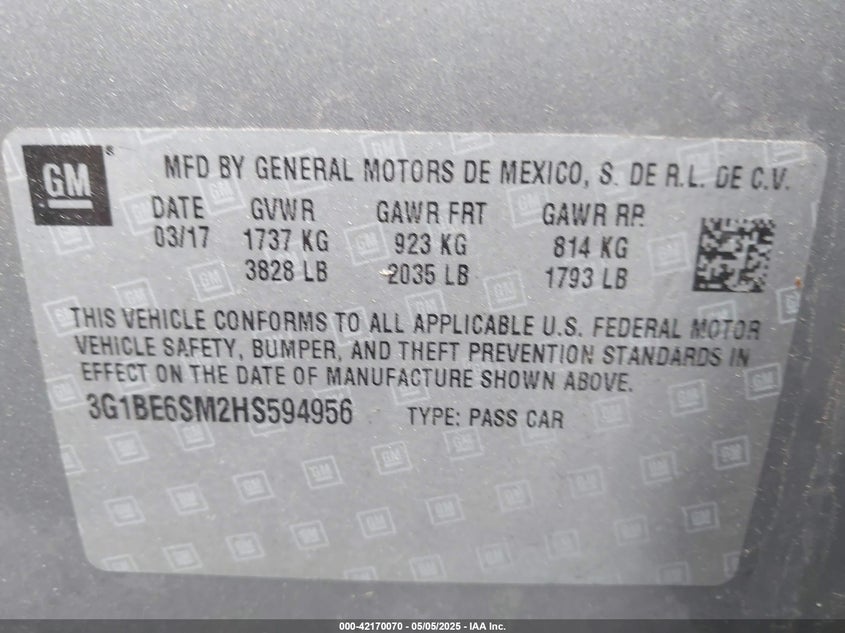 GM® MFD BY GENERAL MOTORS DE MEXICO, S. DE R.L. DE C.V.
DATE GVWR GAWR FRT GAWR RR
03/17 1737 KG 923 KG 814 KG
3828 LB 2035 LB 1793 LB
THIS VEHICLE CONFORMS TO ALL APPLICABLE U.S. FEDERAL MOTOR
VEHICLE SAFETY, BUMPER, AND THEFT PREVENTION STANDARDS IN
EFFECT ON THE DATE OF MANUFACTURE SHOWN ABOVE.
3G1BE6SM2HS594956 TYPE: PASS CAR
000-42170070 - 05/05/2025 - IAA Inc.